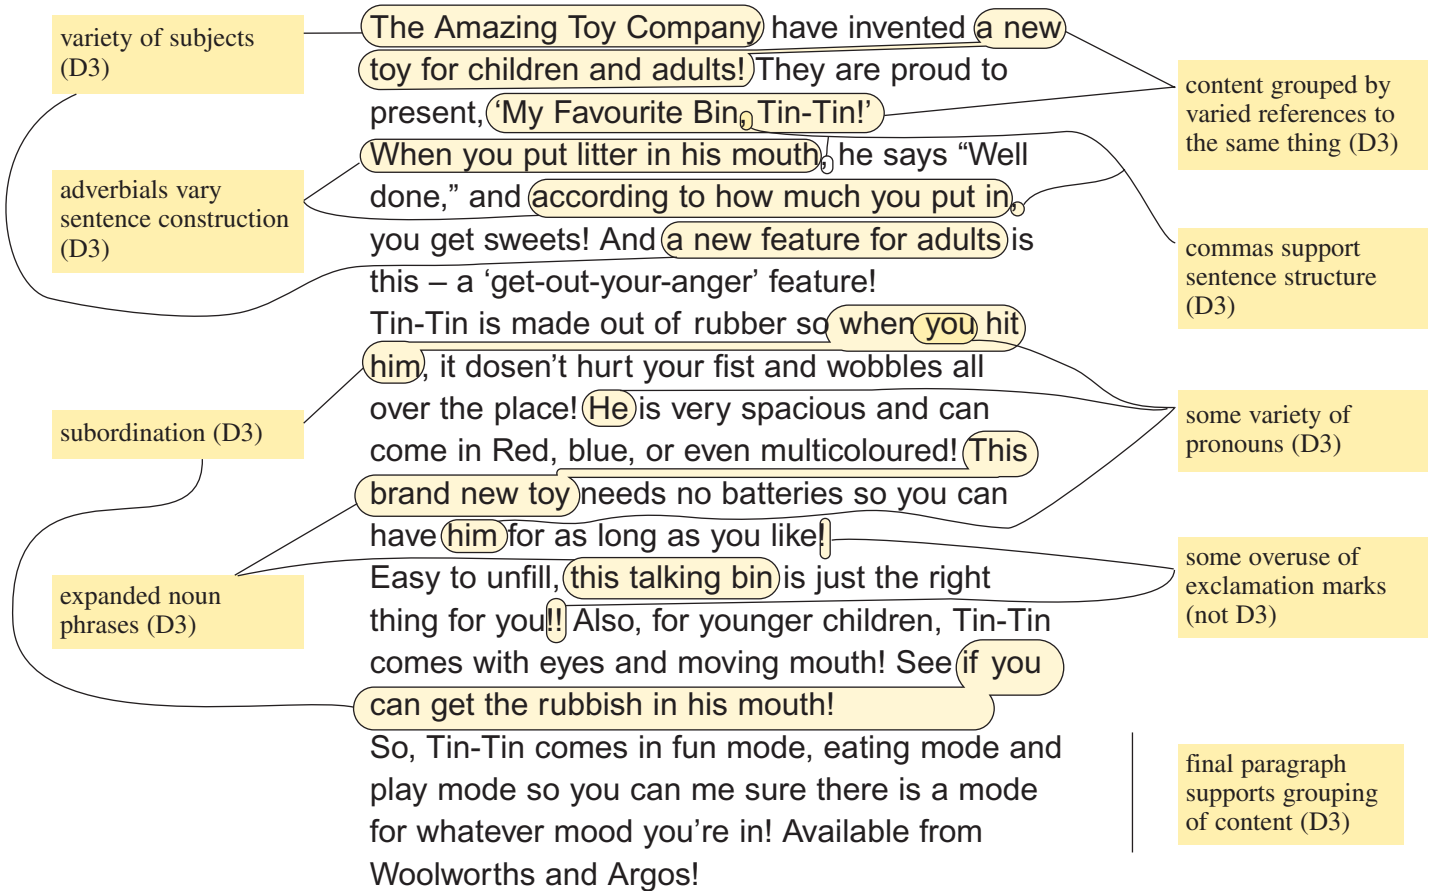 variety of subjects
(D3)
adverbials vary
sentence construction
(D3)
subordination (D3)
expanded noun
phrases (D3)
The Amazing Toy Company have invented a new
toy for children and adults! They are proud to
present, ‘My Favourite Bin, Tin-Tin!’
When you put litter in his mouth, he says “Well
done,” and according to how much you put in,
you get sweets! And a new feature for adults is
this – a ‘get-out-your-anger’ feature!
Tin-Tin is made out of rubber so when you hit
him, it dosen't hurt your fist and wobbles all
over the place! He is very spacious and can
come in Red, blue, or even multicoloured! This
brand new toy needs no batteries so you can
have him for as long as you like!
Easy to unfill, this talking bin is just the right
thing for you!! Also, for younger children, Tin-Tin
comes with eyes and moving mouth! See if you
can get the rubbish in his mouth!
So, Tin-Tin comes in fun mode, eating mode and
play mode so you can me sure there is a mode
for whatever mood you’re in! Available from
Woolworths and Argos!
content grouped by
varied references to
the same thing (D3)
commas support
sentence structure
(D3)
some variety of
pronouns (D3)
some overuse of
exclamation marks
(not D3)
final paragraph
supports grouping
of content (D3)